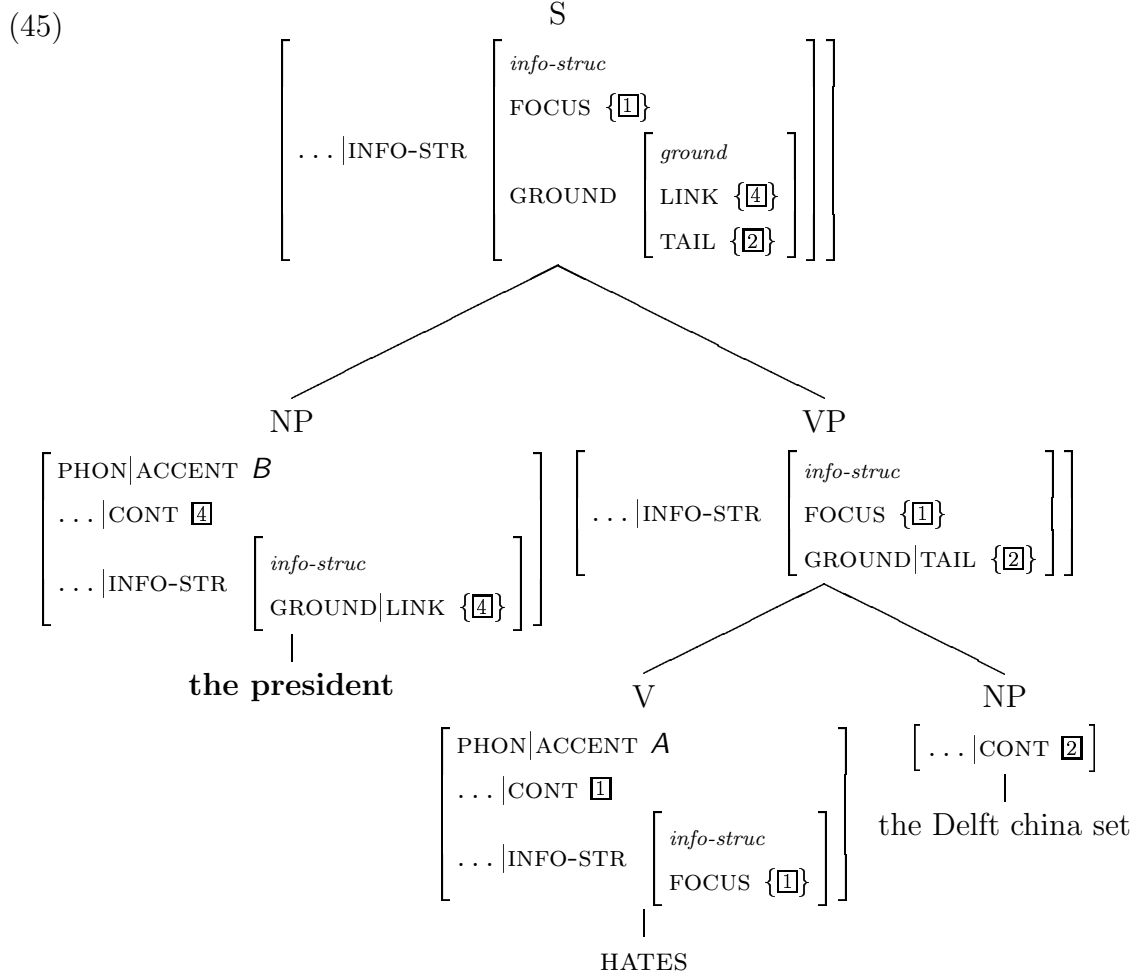 (45)
S
info-struc
FOCUS {1}
...|INFO-STR
ground
GROUND LINK {4}
TAIL {2}
NP VP
PHON|ACCENT B
...|CONT 4
info-struc
...|INFO-STR
GROUND|LINK {4}
info-struc
...|INFO-STR FOCUS {1}
GROUND|TAIL {2}
the president
V NP
PHON|ACCENT A
...|CONT 1
info-struc
...|INFO-STR
FOCUS {1}
...|CONT 2
the Delft china set
HATES